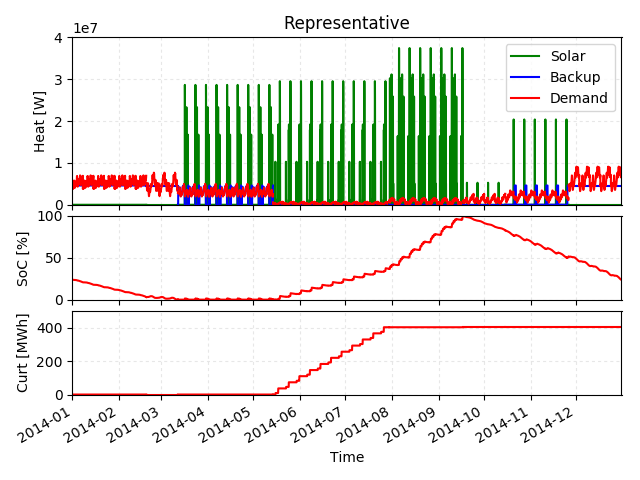 Representative
1e7
Heat [W]
4
3
2
1
0
Solar
Backup
Demand
SoC [%]
100
50
0
Curt [MWh]
400
200
0
2014-01
2014-02
2014-03
2014-04
2014-05
2014-06
2014-07
2014-08
2014-09
2014-10
2014-11
2014-12
Time